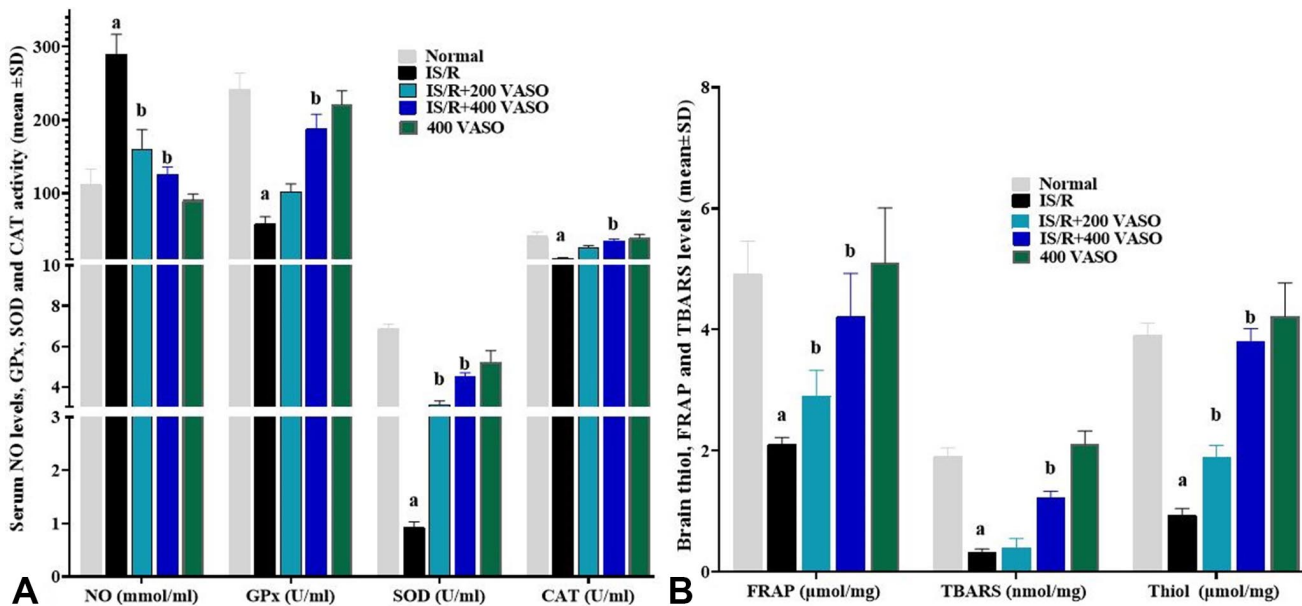 Serum NO levels, GPx, SOD and CAT activity (mean ±SD)
300
200
100
10
8
6
4
3
2
1
0
a
b
b
a
b
a
b
b
a
b
Normal
IS/R
IS/R+200 VASO
IS/R+400 VASO
400 VASO
NO (mmol/ml)
GPx (U/ml)
SOD (U/ml)
CAT (U/ml)
A
Brain thiol, FRAP and TBARS levels (mean±SD)
8
6
4
2
0
a
b
b
a
b
a
b
b
Normal
IS/R
IS/R+200 VASO
IS/R+400 VASO
400 VASO
FRAP (µmol/mg)
TBARS (nmol/mg)
Thiol (µmol/mg)
B